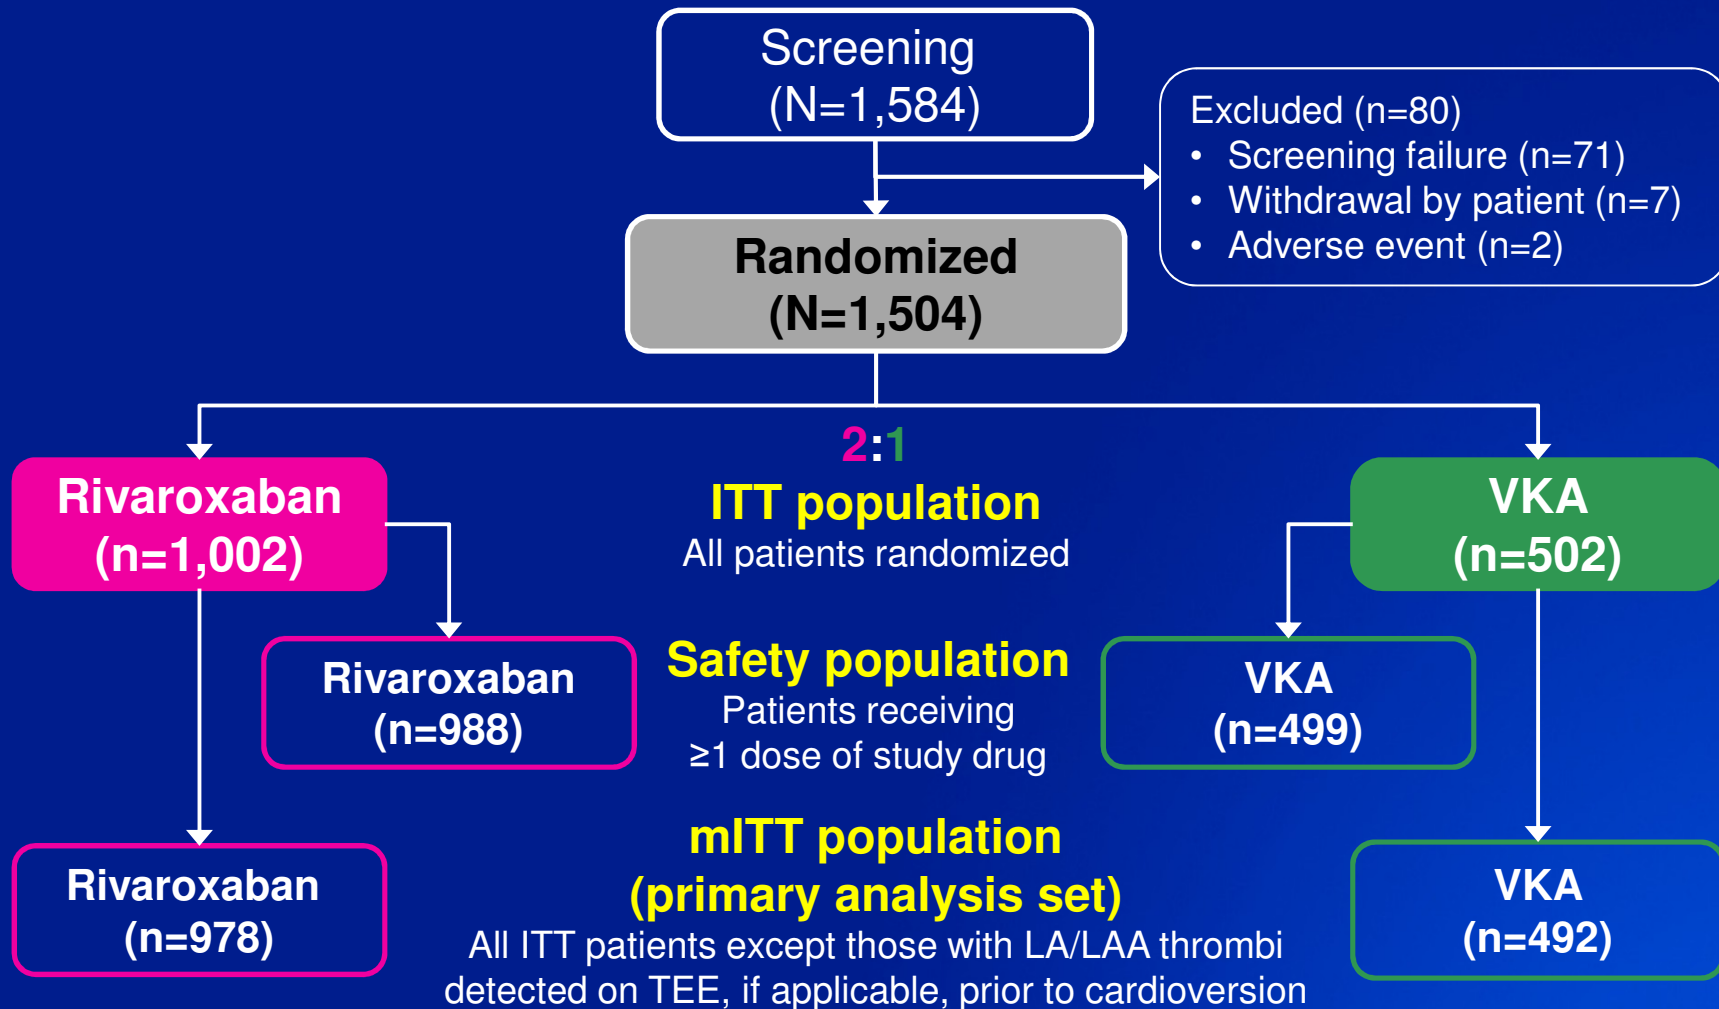 Screening
(N=1,584)
Excluded (n=80)
• Screening failure (n=71)
• Withdrawal by patient (n=7)
• Adverse event (n=2)
Randomized
(N=1,504)
2:1
Rivaroxaban
(n=1,002)
ITT population
All patients randomized
VKA
(n=502)
Rivaroxaban
(n=988)
Safety population
Patients receiving
≥1 dose of study drug
VKA
(n=499)
Rivaroxaban
(n=978)
mITT population
(primary analysis set)
All ITT patients except those with LA/LAA thrombi
detected on TEE, if applicable, prior to cardioversion
VKA
(n=492)